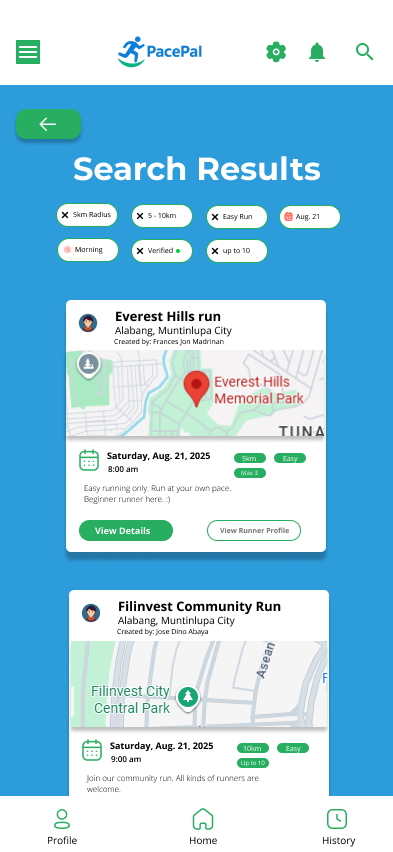 PacePal
Search Results
5km Radius
5 - 10km
Easy Run
Aug. 21
Morning
Verified
up to 10
Everest Hills run
Alabang, Muntinlupa City
Created by: Frances Jon Madrinan
Everest Hills
Memorial Park
TUNA
Saturday, Aug. 21, 2025
8:00 am
5km
Easy
Max 3
Easy running only. Run at your own pace.
Beginner runner here. :)
View Details
View Runner Profile
Filinvest Community Run
Alabang, Muntinlupa City
Created by: Jose Dino Abaya
Asean
F
Filinvest City
Central Park
Saturday, Aug. 21, 2025
9:00 am
10km
Easy
Up to 10
Join our community run. All kinds of runners are
welcome.
Profile
Home
History